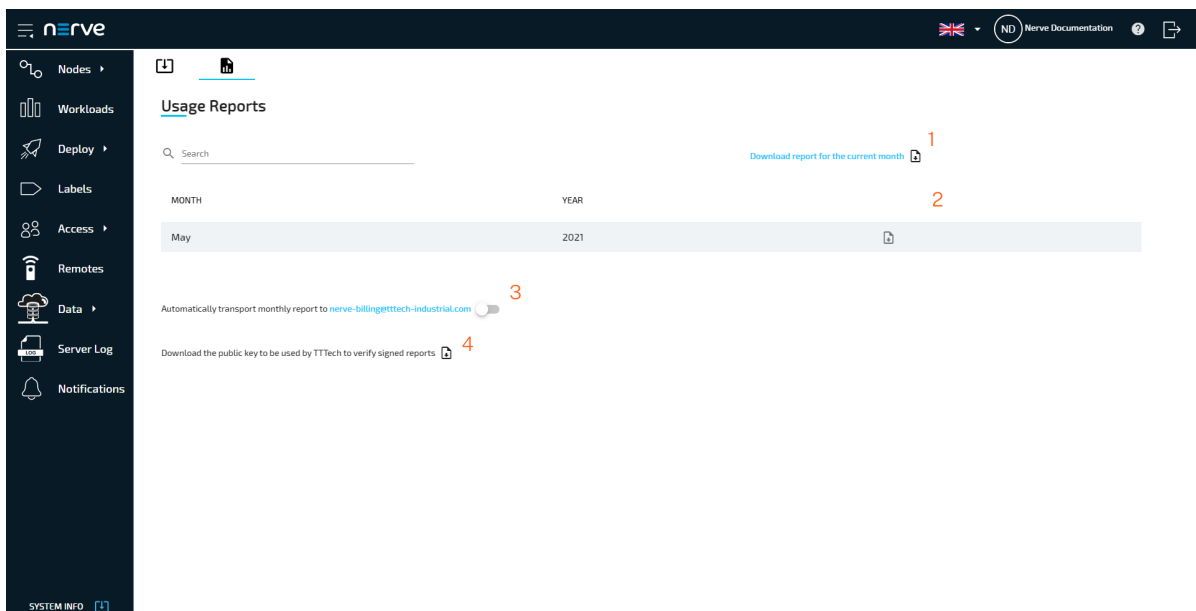 nerve
ND Nerve Documentation ?
Nodes
Workloads
Deploy
Labels
Access
Remotes
Data
LOG Server Log
Notifications
SYSTEM INFO
Usage Reports
Search
1
Download report for the current month
MONTH YEAR 2
May 2021
3
Automatically transport monthly report to nerve-billing@tttech-industrial.com
Download the public key to be used by TTTech to verify signed reports 4